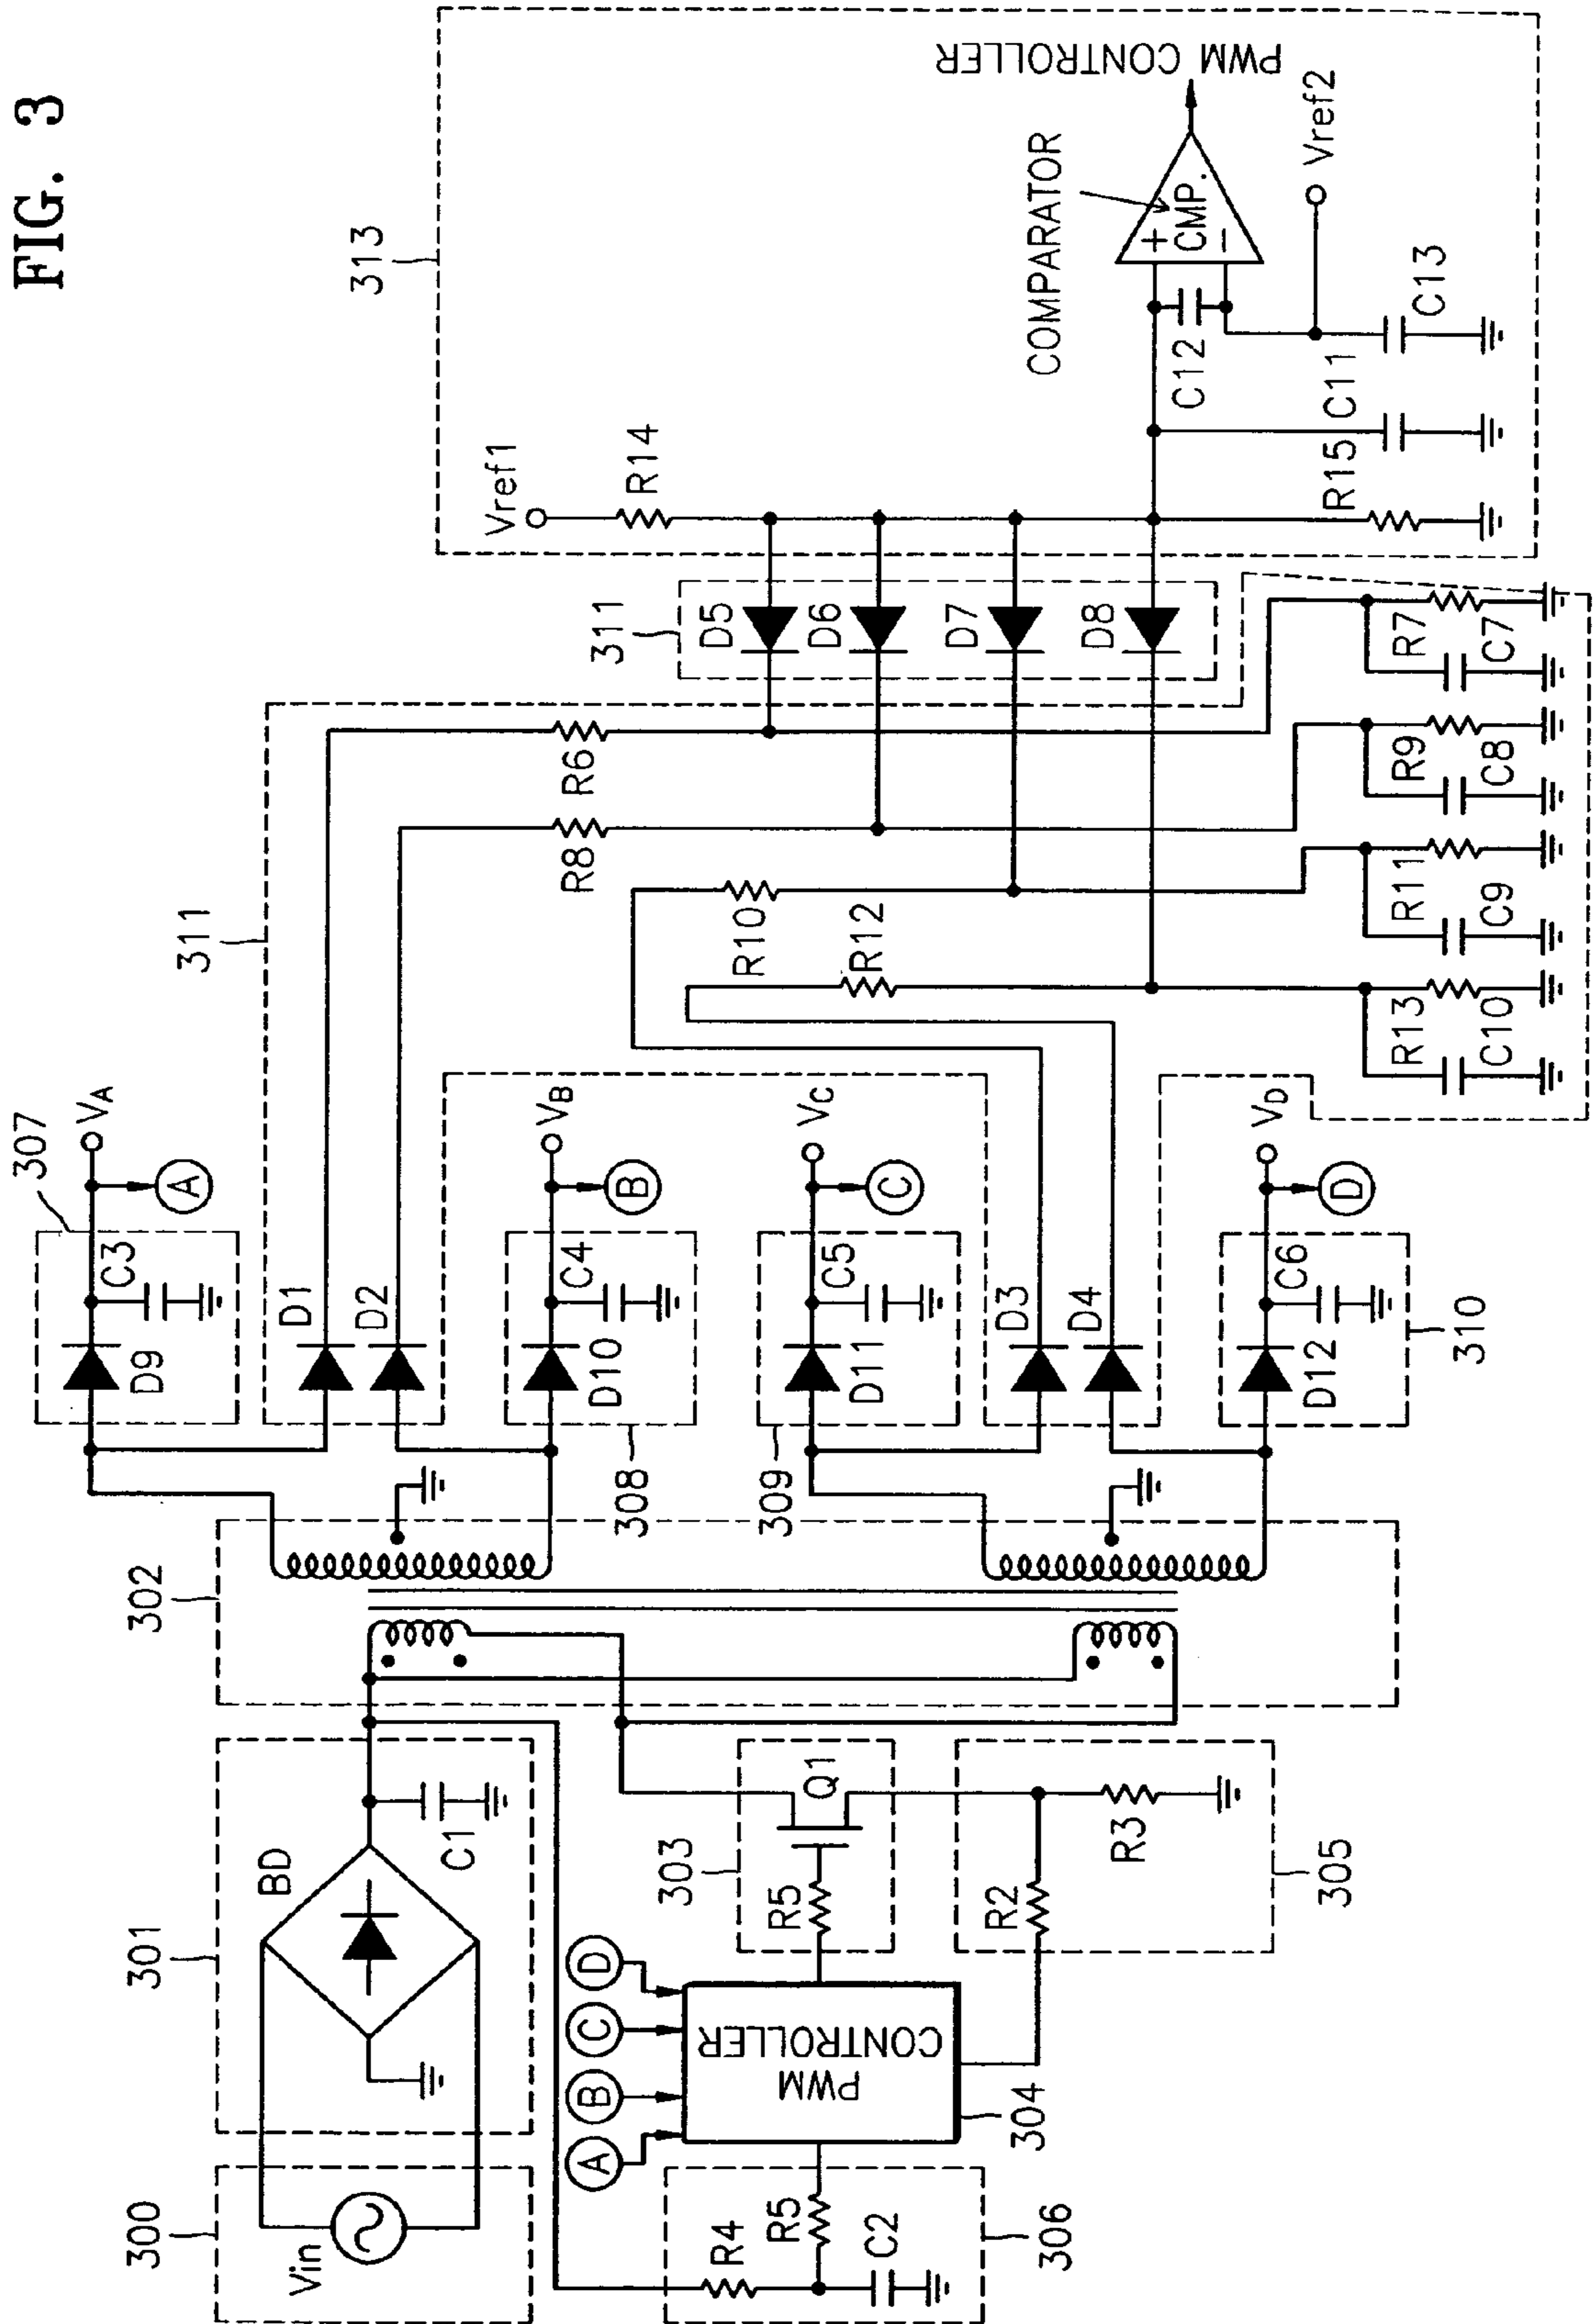 FIG. 3
300
Vin
301
BD
C1
302
303
Q1
R5
304
PWM
CONTROLLER
A
B
C
D
305
R2
R3
306
R4
R5
C2
307
D9
C3
VA
A
D1
D2
308
D10
C4
VB
B
309
D11
C5
VC
C
D3
D4
310
D12
C6
VD
D
311
R6
R8
R10
R12
R13
C10
R11
C9
R9
C8
R7
C7
311
D5
D6
D7
D8
313
Vref1
R14
R15
C11
C12
C13
COMPARATOR
+
CMP.
−
Vref2
PWM CONTROLLER